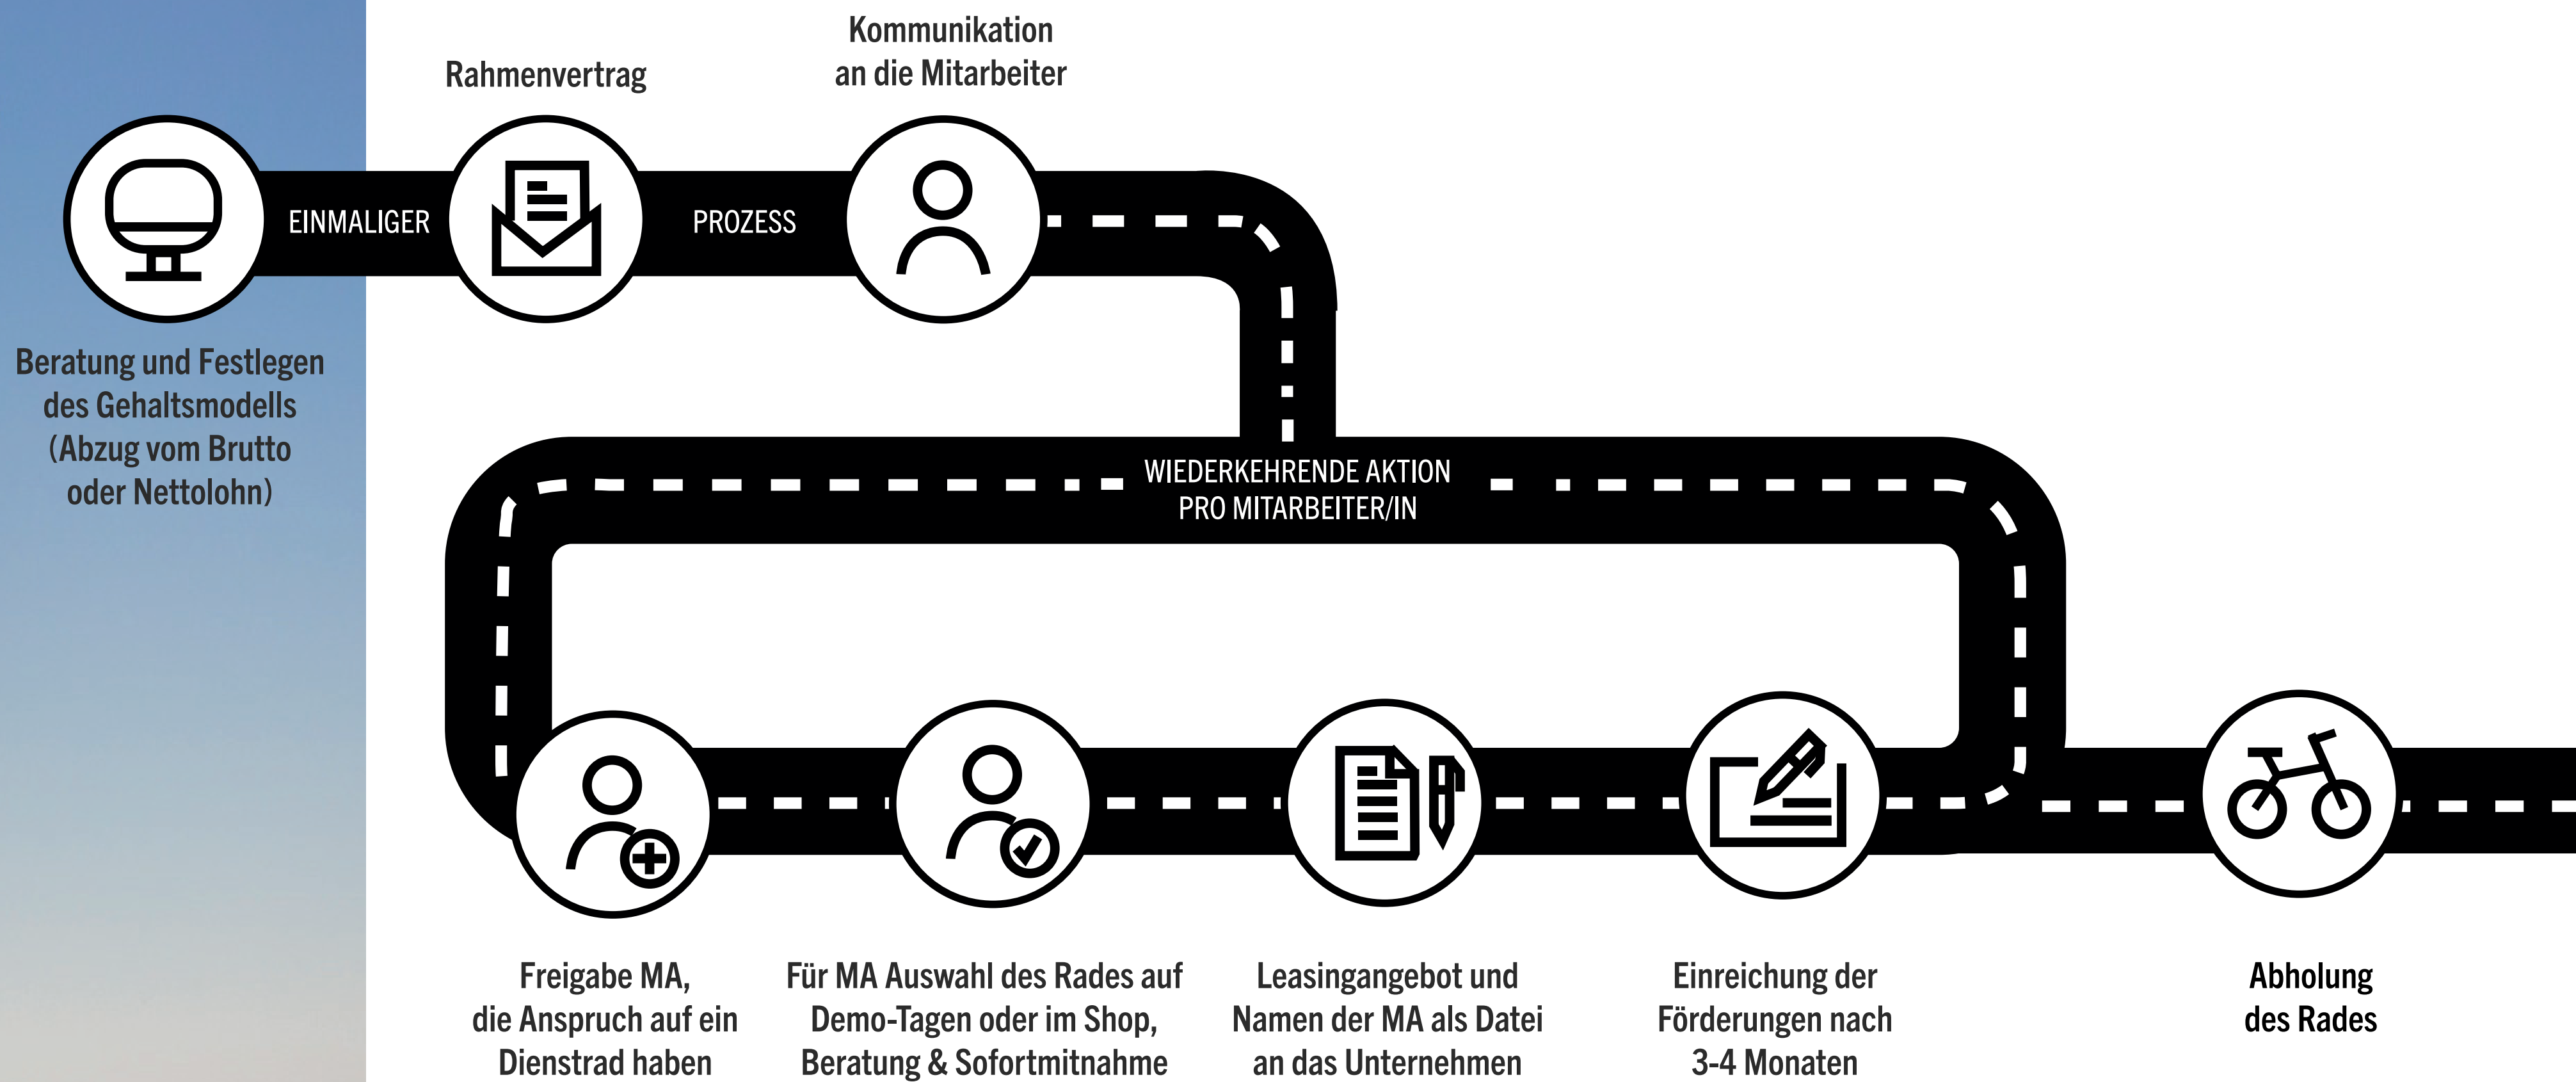 Kommunikation
an die Mitarbeiter
Rahmenvertrag
EINMALIGER
PROZESS
Beratung und Festlegen
des Gehaltsmodells
(Abzug vom Brutto
oder Nettolohn)
WIEDERKEHRENDE AKTION
PRO MITARBEITER/IN
Freigabe MA,
die Anspruch auf ein
Dienstrad haben
Für MA Auswahl des Rades auf
Demo-Tagen oder im Shop,
Beratung & Sofortmitnahme
Leasingangebot und
Namen der MA als Datei
an das Unternehmen
Einreichung der
Förderungen nach
3-4 Monaten
Abholung
des Rades